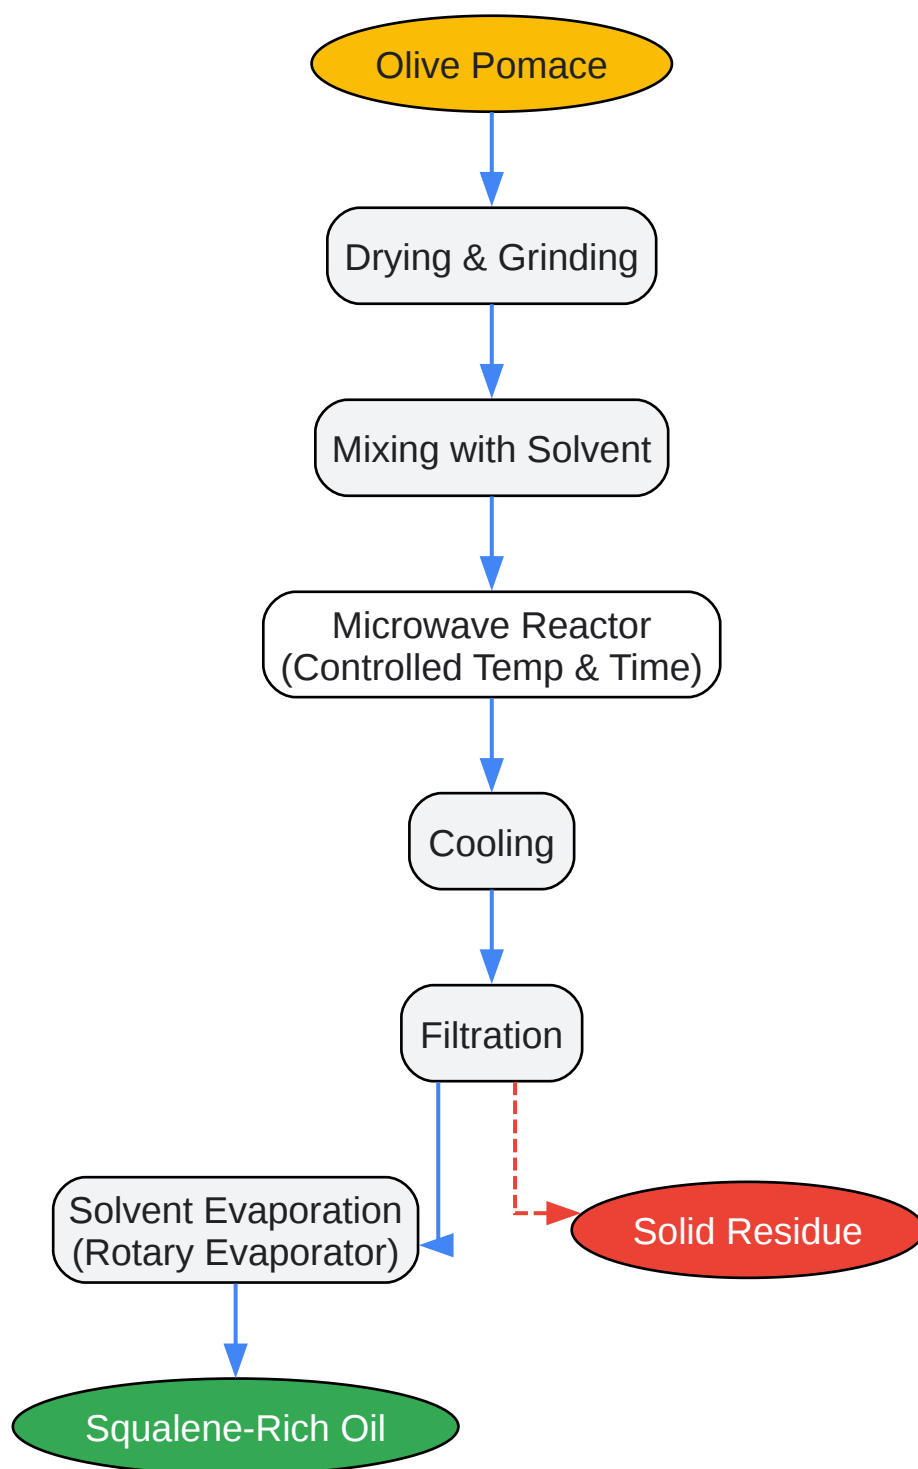 Olive Pomace
Drying & Grinding
Mixing with Solvent
Microwave Reactor
(Controlled Temp & Time)
Cooling
Filtration
Solvent Evaporation
(Rotary Evaporator)
Solid Residue
Squalene-Rich Oil